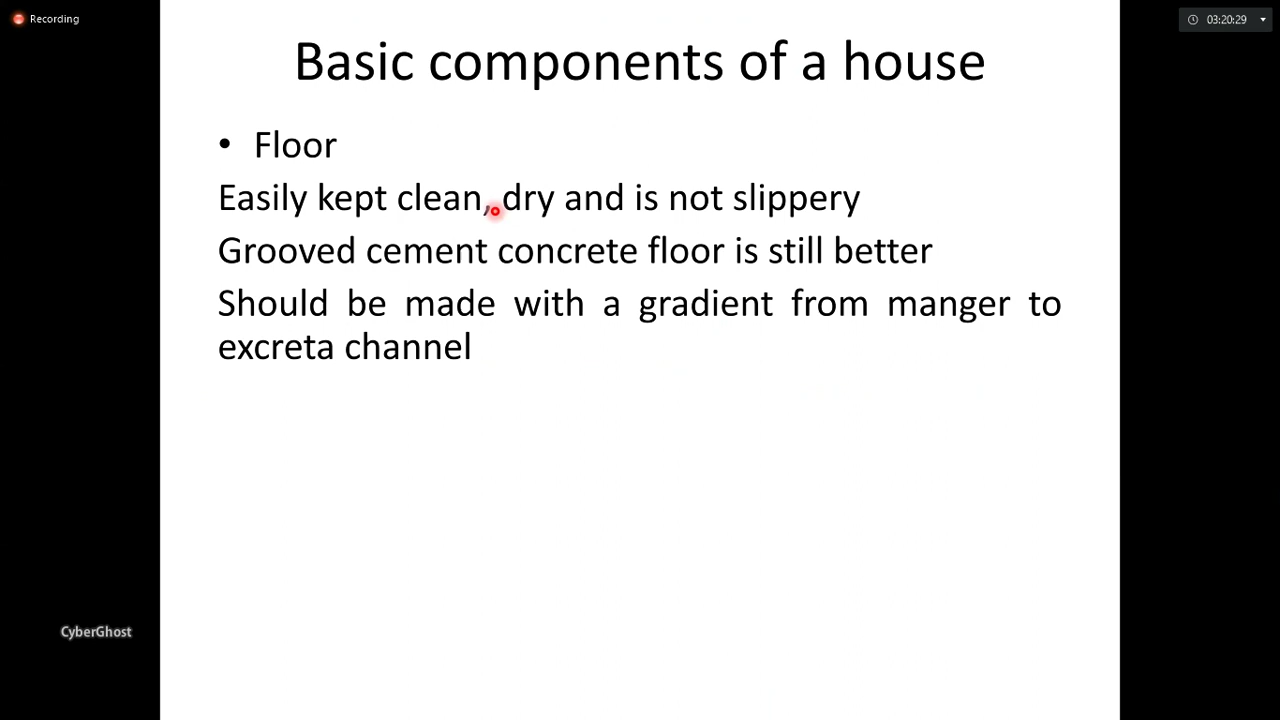 Recording
03:20:29
Basic components of a house
• Floor
Easily kept clean, dry and is not slippery
Grooved cement concrete floor is still better
Should be made with a gradient from manger to
excreta channel
CyberGhost